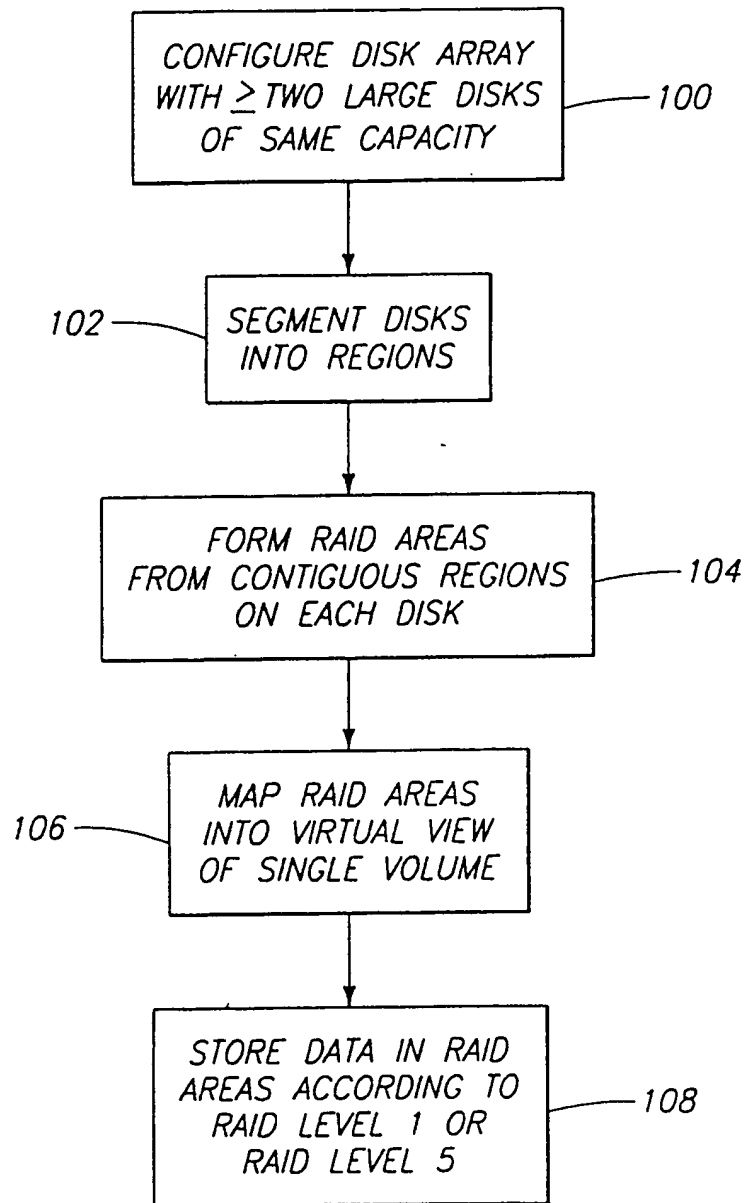 CONFIGURE DISK ARRAY
WITH ≥ TWO LARGE DISKS
OF SAME CAPACITY
100
102
SEGMENT DISKS
INTO REGIONS
FORM RAID AREAS
FROM CONTIGUOUS REGIONS
ON EACH DISK
104
106
MAP RAID AREAS
INTO VIRTUAL VIEW
OF SINGLE VOLUME
STORE DATA IN RAID
AREAS ACCORDING TO
RAID LEVEL 1 OR
RAID LEVEL 5
108